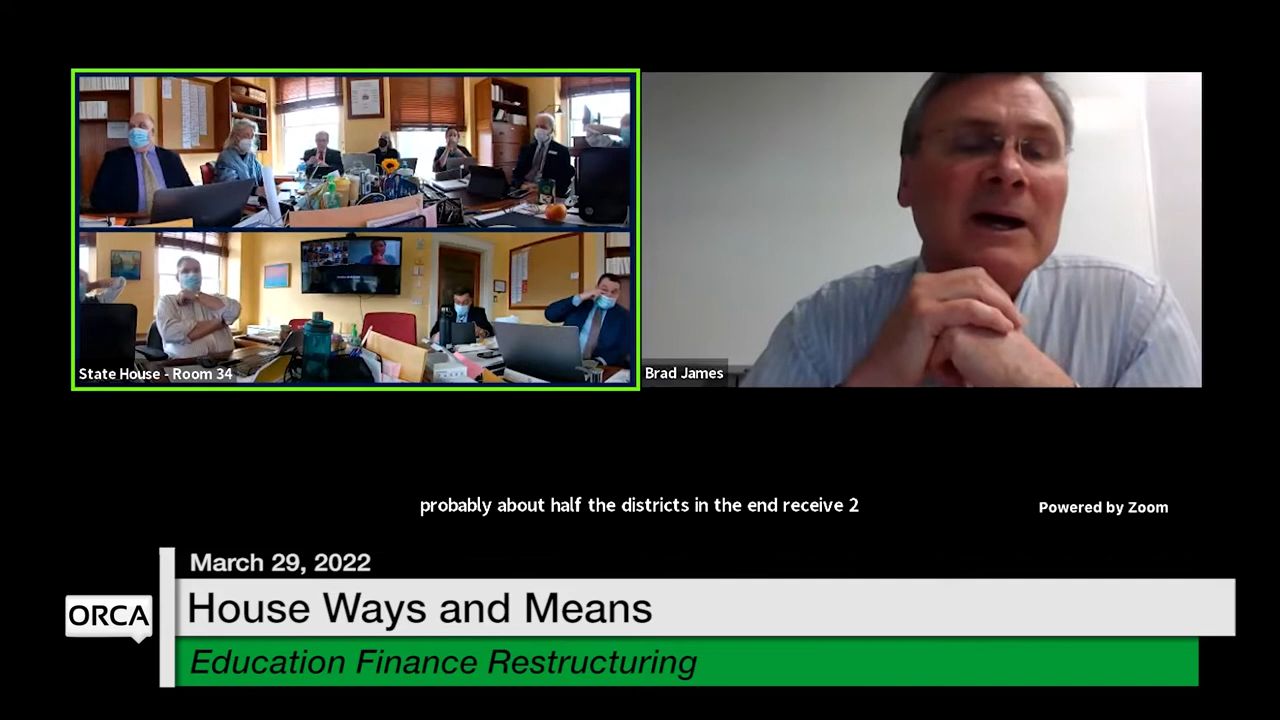 State House - Room 34
Brad James
probably about half the districts in the end receive 2
Powered by Zoom
March 29, 2022
ORCA
House Ways and Means
Education Finance Restructuring